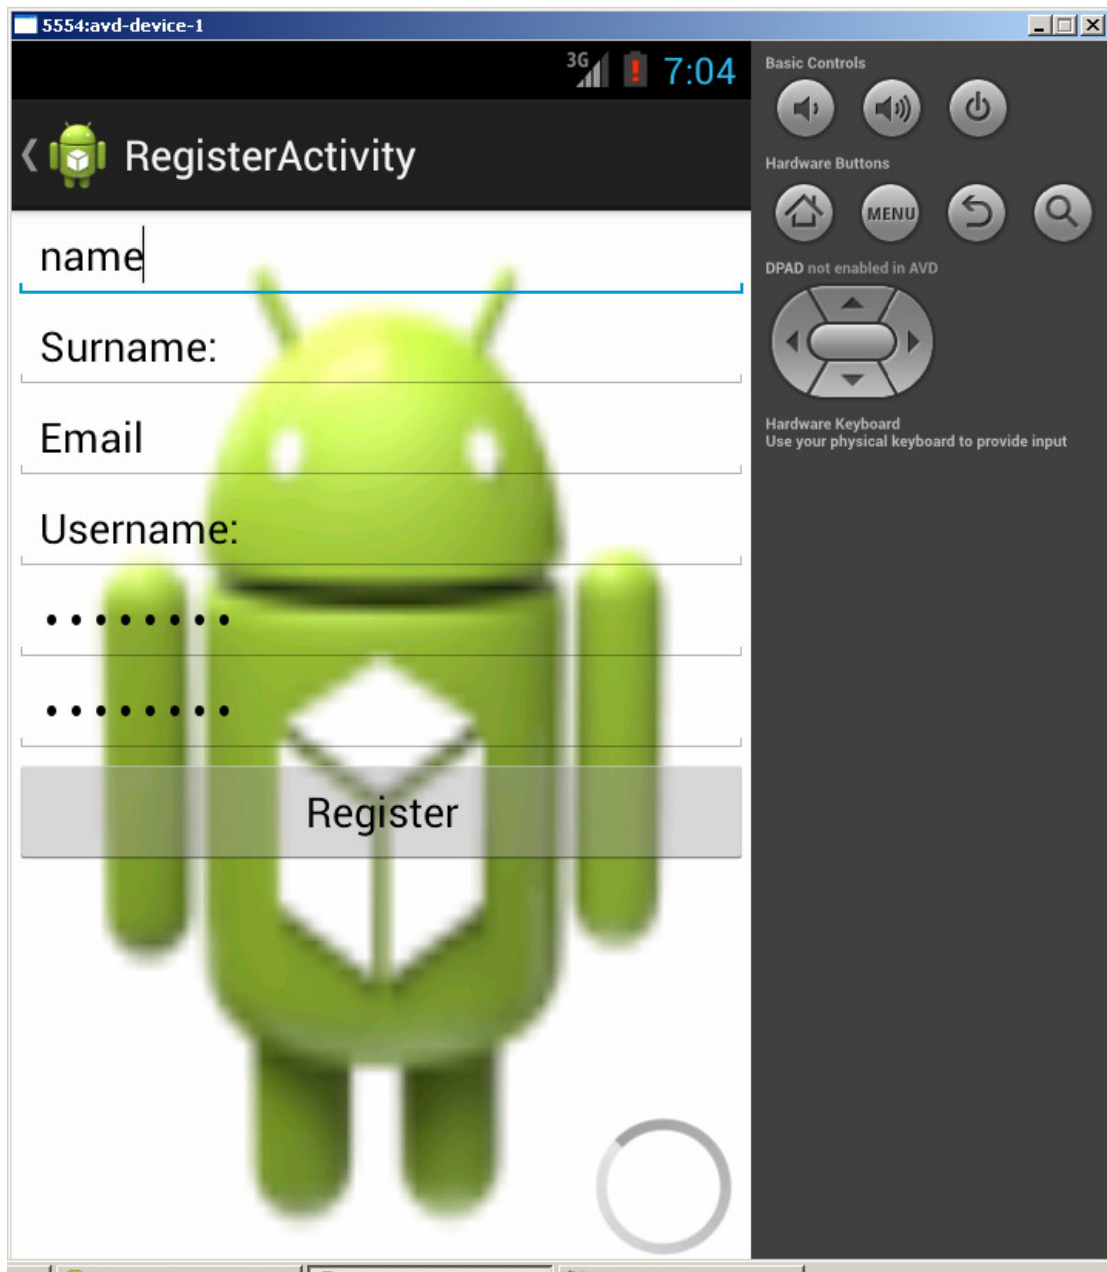 5554:avd-device-1
3G 7:04
RegisterActivity
name
Surname:
Email
Username:
••••••••
••••••••
Register
Basic Controls
Hardware Buttons
MENU
DPAD not enabled in AVD
Hardware Keyboard
Use your physical keyboard to provide input